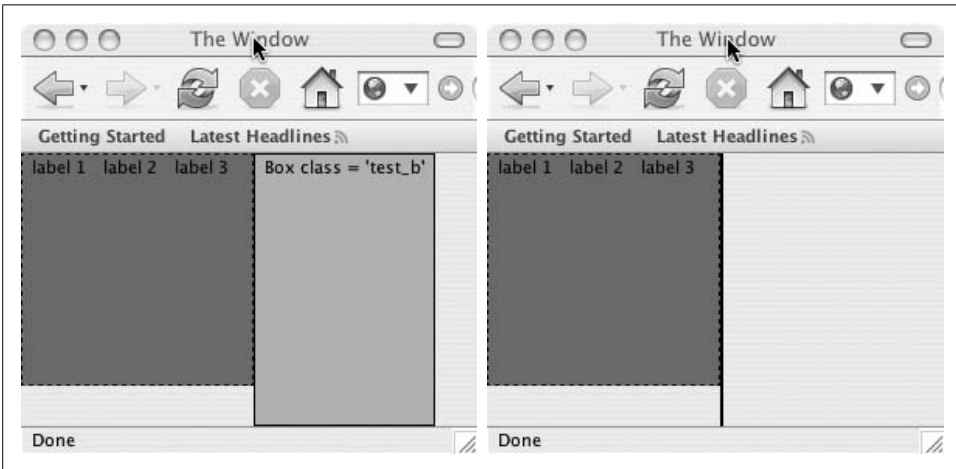 The Window
Getting Started Latest Headlines
label 1 label 2 label 3 Box class = 'test_b'
Done
The Window
Getting Started Latest Headlines
label 1 label 2 label 3
Done